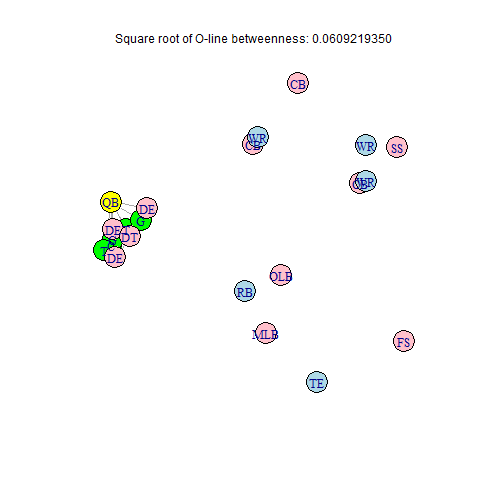 Square root of O-line betweenness: 0.0609219350
CB
WR
CB
WR
SS
WR
CB
QB
DE
G
DE
DT
DE
OLB
RB
MLB
FS
TE